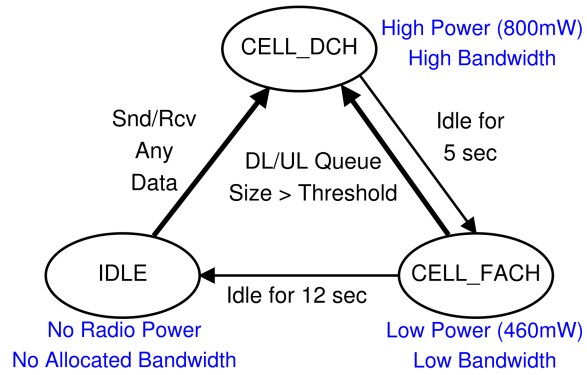 CELL_DCH
High Power (800mW)
High Bandwidth
Snd/Rcv
Any
Data
DL/UL Queue
Size > Threshold
Idle for
5 sec
IDLE
CELL_FACH
Idle for 12 sec
No Radio Power
No Allocated Bandwidth
Low Power (460mW)
Low Bandwidth